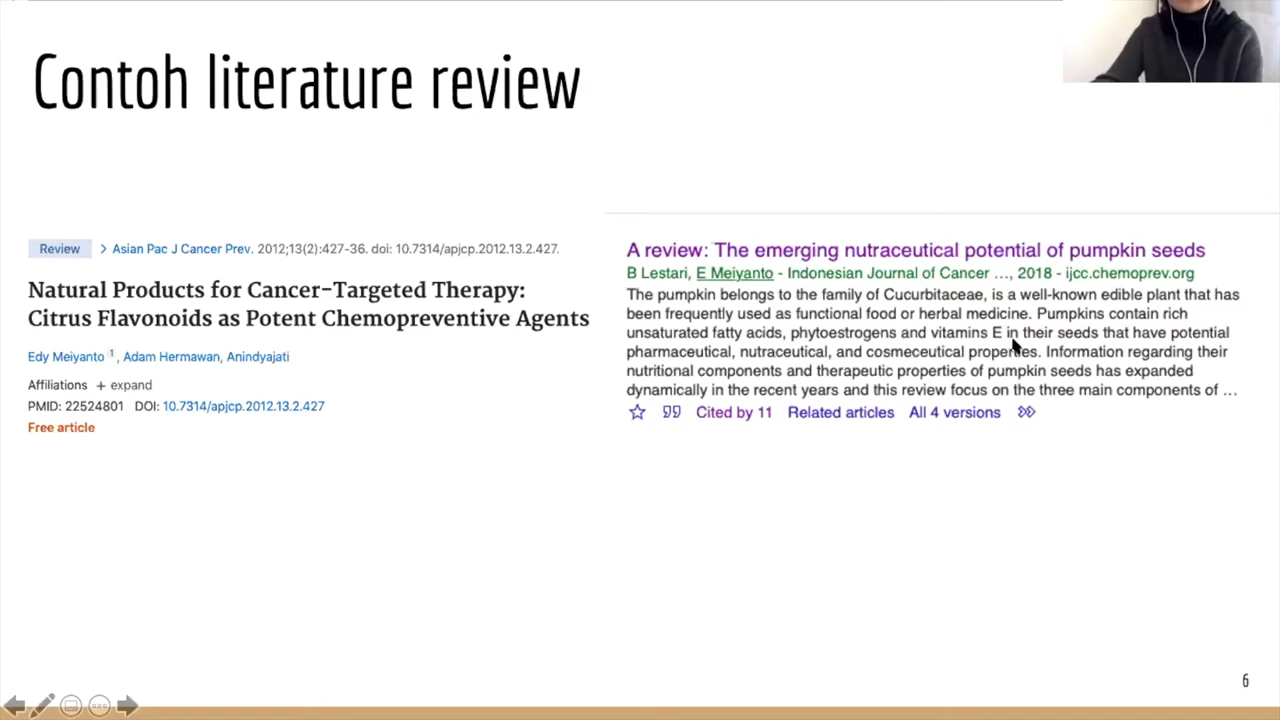 Contoh literature review
Review > Asian Pac J Cancer Prev. 2012;13(2):427-36. doi: 10.7314/apjcp.2012.13.2.427.
Natural Products for Cancer-Targeted Therapy:
Citrus Flavonoids as Potent Chemopreventive Agents
Edy Meiyanto 1, Adam Hermawan, Anindyajati
Affiliations + expand
PMID: 22524801 DOI: 10.7314/apjcp.2012.13.2.427
Free article
A review: The emerging nutraceutical potential of pumpkin seeds
B Lestari, E Meiyanto - Indonesian Journal of Cancer …, 2018 - ijcc.chemoprev.org
The pumpkin belongs to the family of Cucurbitaceae, is a well-known edible plant that has
been frequently used as functional food or herbal medicine. Pumpkins contain rich
unsaturated fatty acids, phytoestrogens and vitamins E in their seeds that have potential
pharmaceutical, nutraceutical, and cosmeceutical properties. Information regarding their
nutritional components and therapeutic properties of pumpkin seeds has expanded
dynamically in the recent years and this review focus on the three main components of …
Cited by 11 Related articles All 4 versions
6